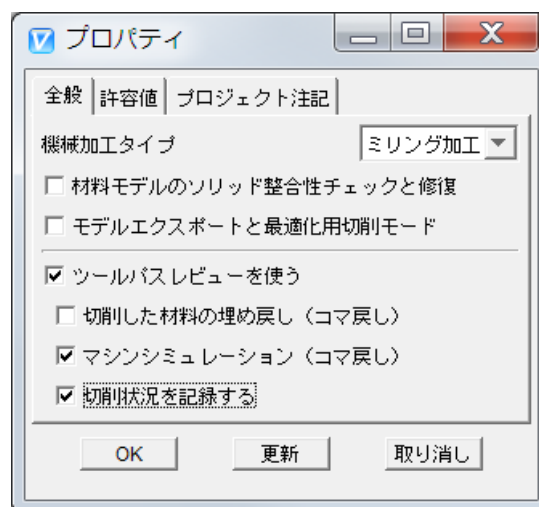 プロパティ
全般 許容値 プロジェクト注記
機械加工タイプ ミリング加工
材料モデルのソリッド整合性チェックと修復
モデルエクスポートと最適化用切削モード
ツールパスレビューを使う
切削した材料の埋め戻し（コマ戻し）
マシンシミュレーション（コマ戻し）
切削状況を記録する
OK 更新 取り消し